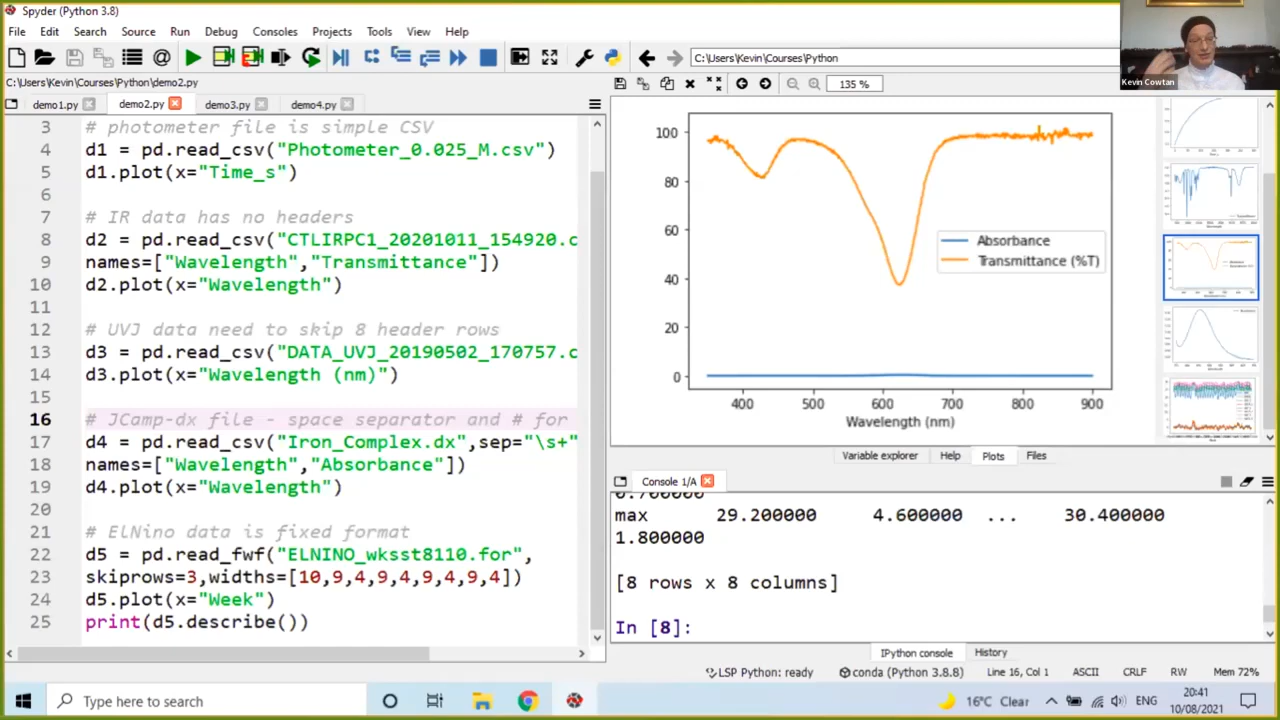 Spyder (Python 3.8)
File Edit Search Source Run Debug Consoles Projects Tools View Help
C:\Users\Kevin\Courses\Python
Kevin Cowtan
C:\Users\Kevin\Courses\Python\demo2.py
demo1.py demo2.py demo3.py demo4.py
135 %
3 # photometer file is simple CSV
4 d1 = pd.read_csv("Photometer_0.025_M.csv")
5 d1.plot(x="Time_s")
6
7 # IR data has no headers
8 d2 = pd.read_csv("CTLIRPC1_20201011_154920.c
9 names=["Wavelength","Transmittance"])
10 d2.plot(x="Wavelength")
11
12 # UVJ data need to skip 8 header rows
13 d3 = pd.read_csv("DATA_UVJ_20190502_170757.c
14 d3.plot(x="Wavelength (nm)")
15
16 # JCamp-dx file - space separator and # for
17 d4 = pd.read_csv("Iron_Complex.dx",sep="\s+"
18 names=["Wavelength","Absorbance"])
19 d4.plot(x="Wavelength")
20
21 # ElNino data is fixed format
22 d5 = pd.read_fwf("ELNINO_wksst8110.for",
23 skiprows=3,widths=[10,9,4,9,4,9,4,9,4])
24 d5.plot(x="Week")
25 print(d5.describe())
100
80
60
40
20
0
Absorbance
Transmittance (%T)
400 500 600 700 800 900
Wavelength (nm)
Variable explorer Help Plots Files
Console 1/A
0.700000
max 29.200000 4.600000 ... 30.400000
1.800000
[8 rows x 8 columns]
In [8]:
IPython console History
LSP Python: ready conda (Python 3.8.8) Line 16, Col 1 ASCII CRLF RW Mem 72%
Type here to search
16°C Clear
ENG
20:41
10/08/2021